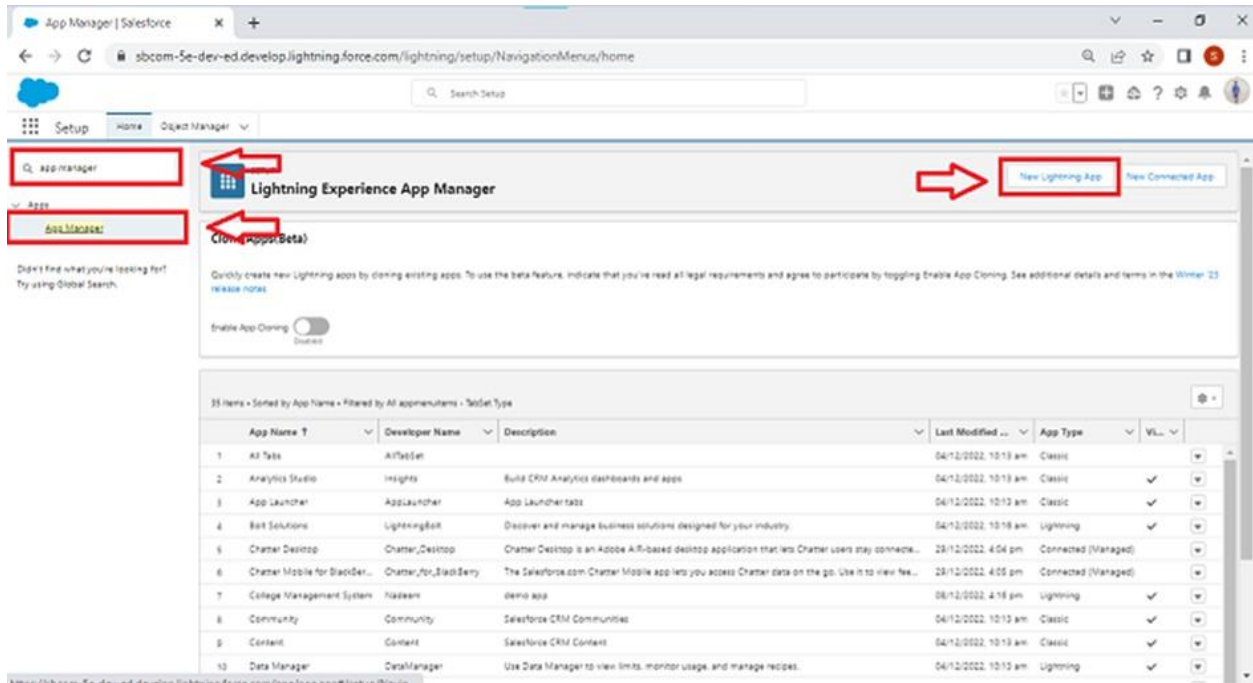 App Manager | Salesforce
sbcom-5e-dev-ed.develop.lightning.force.com/lightning/setup/NavigationMenus/home
S
Search Setup
Setup
Home
Object Manager
app manager
Apps
App Manager
Didn't find what you're looking for?
Try using Global Search.
SETUP
Lightning Experience App Manager
New Lightning App
New Connected App
Clone Apps (Beta)
Quickly create new Lightning apps by cloning existing apps. To use the beta feature, indicate that you've read all legal requirements and agree to participate by toggling Enable App Cloning. See additional details and terms in the Winter '23
release notes
Enable App Cloning
Disabled
35 items • Sorted by App Name • Filtered by All appmenuitems - TabSet Type
App Name ↑ Developer Name Description Last Modified ... App Type Vi...
1 All Tabs AllTabSet 04/12/2022, 10:13 am Classic
2 Analytics Studio Insights Build CRM Analytics dashboards and apps 04/12/2022, 10:13 am Classic
3 App Launcher AppLauncher App Launcher tabs 04/12/2022, 10:13 am Classic
4 Bolt Solutions LightningBolt Discover and manage business solutions designed for your industry. 04/12/2022, 10:16 am Lightning
5 Chatter Desktop Chatter_Desktop Chatter Desktop is an Adobe AIR-based desktop application that lets Chatter users stay connecte... 29/12/2022, 4:04 pm Connected (Managed)
6 Chatter Mobile for BlackBer... Chatter_for_BlackBerry The Salesforce.com Chatter Mobile app lets you access Chatter data on the go. Use it to view fee... 29/12/2022, 4:05 pm Connected (Managed)
7 College Management System Nadeem demo app 08/12/2022, 4:16 pm Lightning
8 Community Community Salesforce CRM Communities 04/12/2022, 10:13 am Classic
9 Content Content Salesforce CRM Content 04/12/2022, 10:13 am Classic
10 Data Manager DataManager Use Data Manager to view limits, monitor usage, and manage recipes. 04/12/2022, 10:13 am Lightning